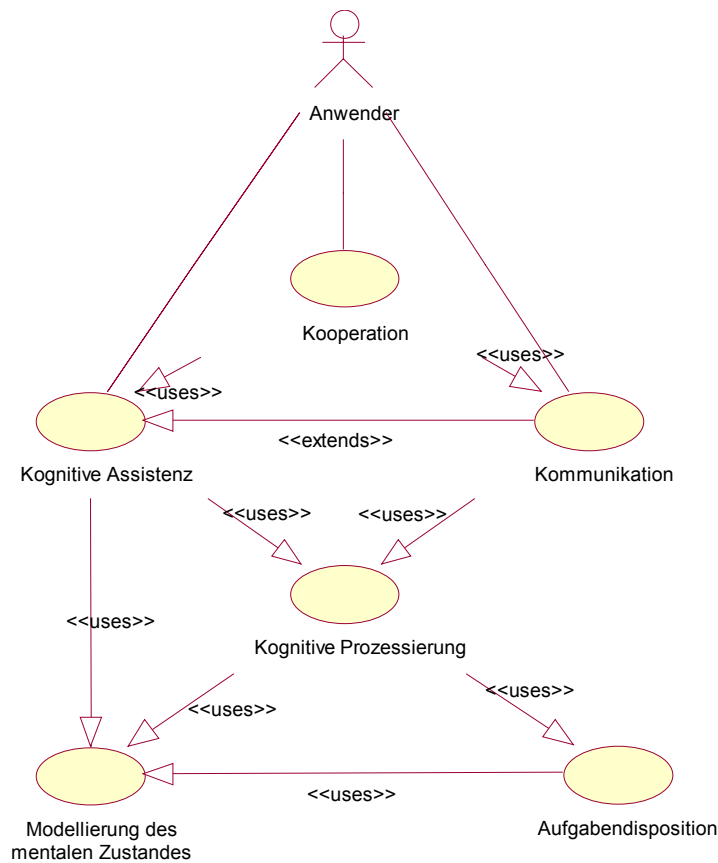 Anwender
Kooperation
<<uses>>
<<uses>>
<<extends>>
Kognitive Assistenz
Kommunikation
<<uses>>
<<uses>>
<<uses>>
Kognitive Prozessierung
<<uses>>
<<uses>>
<<uses>>
Modellierung des
mentalen Zustandes
Aufgabendisposition